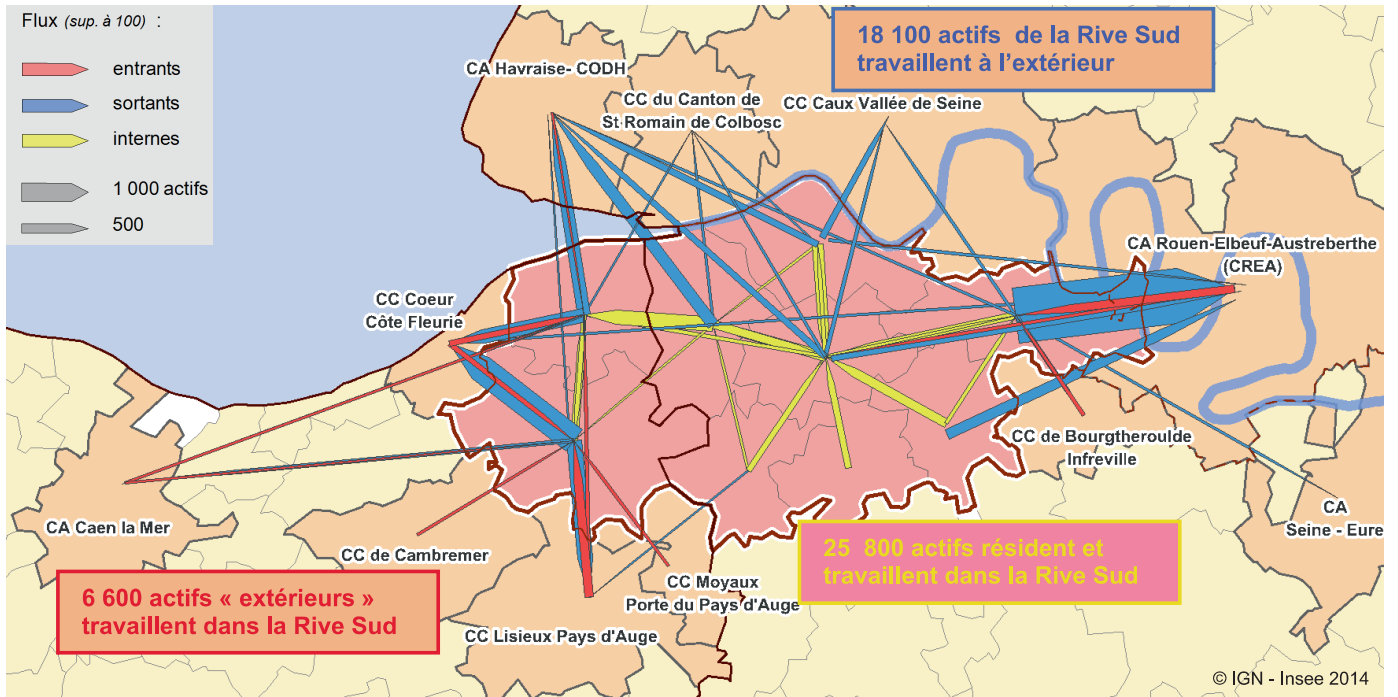 Flux (sup. à 100) :
entrants
sortants
internes
1 000 actifs
500
18 100 actifs de la Rive Sud
travaillent à l'extérieur
CA Havraise- CODH
CC du Canton de
St Romain de Colbosc
CC Caux Vallée de Seine
CA Rouen-Elbeuf-Austreberthe
(CREA)
CC Coeur
Côte Fleurie
CC de Bourgtheroulde
Infreville
CA Caen la Mer
CC de Cambremer
CA
Seine - Eure
25 800 actifs résident et
travaillent dans la Rive Sud
CC Moyaux
Porte du Pays d'Auge
6 600 actifs « extérieurs »
travaillent dans la Rive Sud
CC Lisieux Pays d'Auge
© IGN - Insee 2014